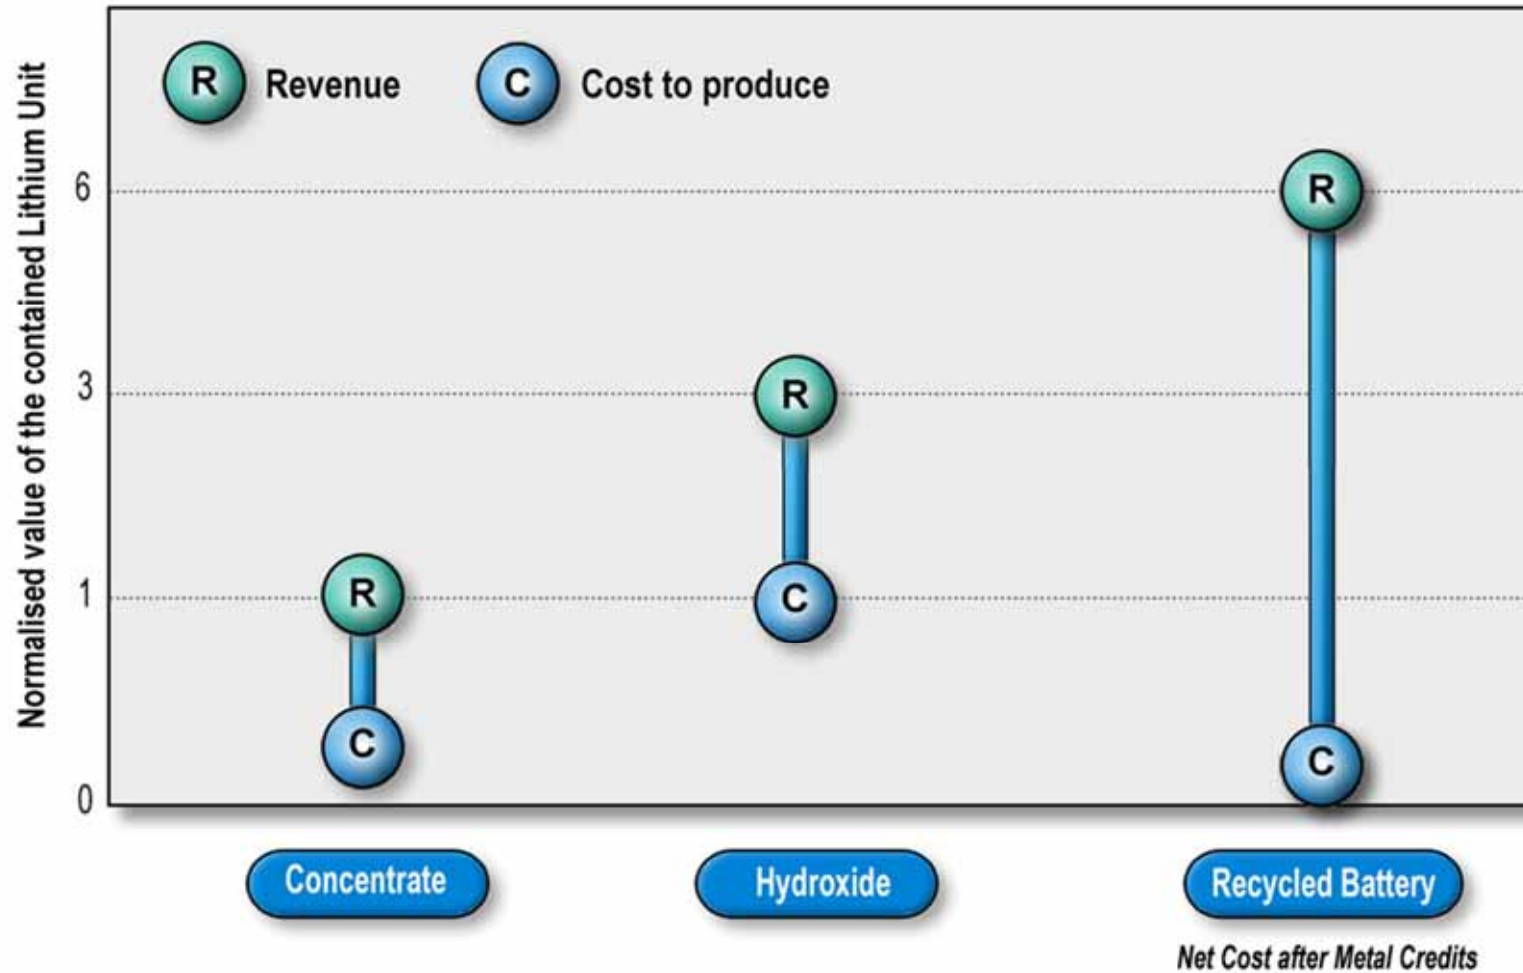 Normalised value of the contained Lithium Unit
R Revenue C Cost to produce
6 R
3 R
R
1 C
C C
0
Concentrate Hydroxide Recycled Battery
Net Cost after Metal Credits